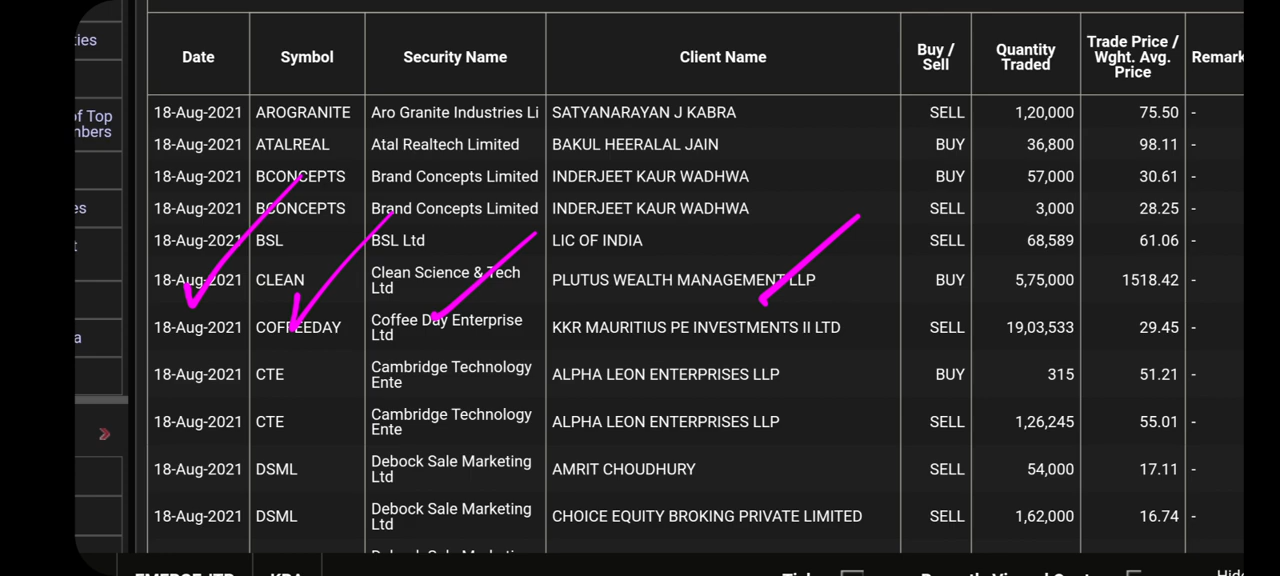 ties
of Top
mbers
es
t
a
Date Symbol Security Name Client Name Buy / Sell Quantity Traded Trade Price / Wght. Avg. Price Remark
18-Aug-2021 AROGRANITE Aro Granite Industries Li SATYANARAYAN J KABRA SELL 1,20,000 75.50 -
18-Aug-2021 ATALREAL Atal Realtech Limited BAKUL HEERALAL JAIN BUY 36,800 98.11 -
18-Aug-2021 BCONCEPTS Brand Concepts Limited INDERJEET KAUR WADHWA BUY 57,000 30.61 -
18-Aug-2021 BCONCEPTS Brand Concepts Limited INDERJEET KAUR WADHWA SELL 3,000 28.25 -
18-Aug-2021 BSL BSL Ltd LIC OF INDIA SELL 68,589 61.06 -
18-Aug-2021 CLEAN Clean Science & Tech Ltd PLUTUS WEALTH MANAGEMENT LLP BUY 5,75,000 1518.42 -
18-Aug-2021 COFFEEDAY Coffee Day Enterprise Ltd KKR MAURITIUS PE INVESTMENTS II LTD SELL 19,03,533 29.45 -
18-Aug-2021 CTE Cambridge Technology Ente ALPHA LEON ENTERPRISES LLP BUY 315 51.21 -
18-Aug-2021 CTE Cambridge Technology Ente ALPHA LEON ENTERPRISES LLP SELL 1,26,245 55.01 -
18-Aug-2021 DSML Debock Sale Marketing Ltd AMRIT CHOUDHURY SELL 54,000 17.11 -
18-Aug-2021 DSML Debock Sale Marketing Ltd CHOICE EQUITY BROKING PRIVATE LIMITED SELL 1,62,000 16.74 -
Debock Sale Marketing